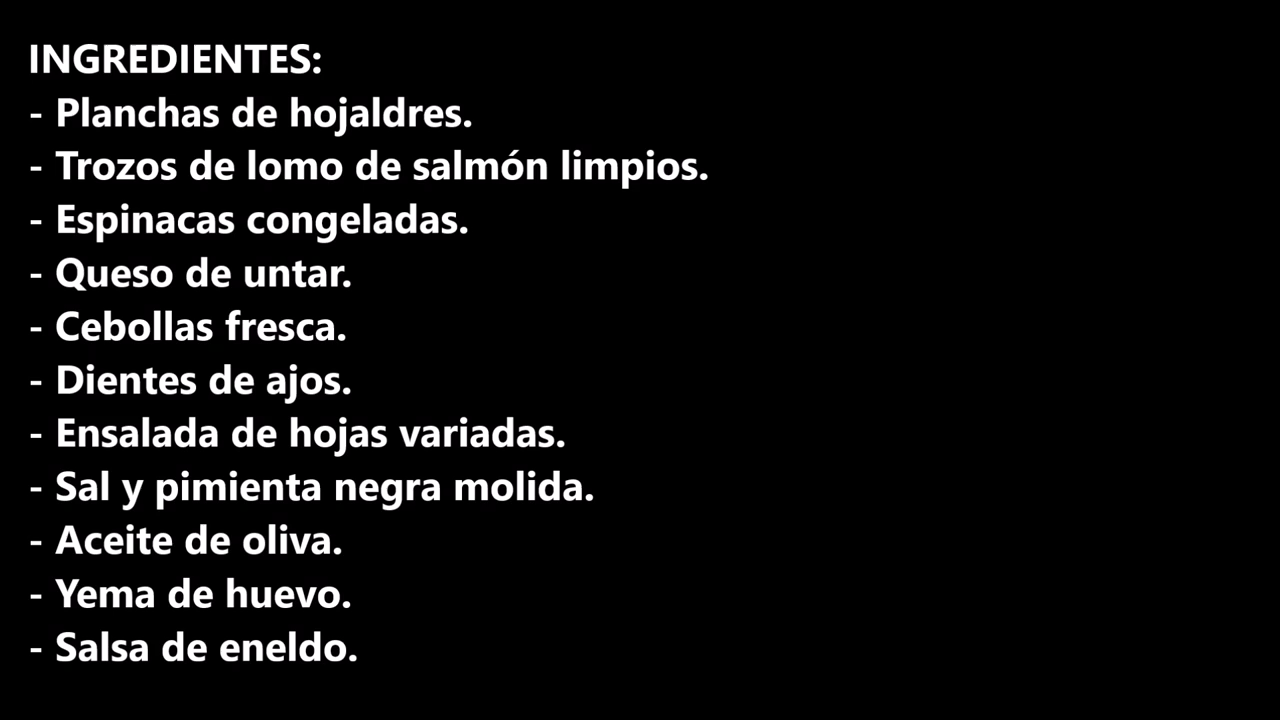 INGREDIENTES:
- Planchas de hojaldres.
- Trozos de lomo de salmón limpios.
- Espinacas congeladas.
- Queso de untar.
- Cebollas fresca.
- Dientes de ajos.
- Ensalada de hojas variadas.
- Sal y pimienta negra molida.
- Aceite de oliva.
- Yema de huevo.
- Salsa de eneldo.